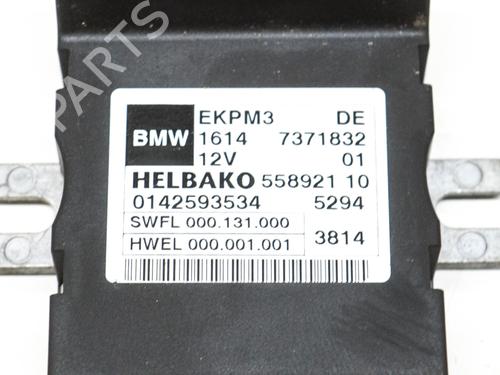 PARTS
BMW
EKPM3 DE
1614 7371832
12V 01
HELBAKO 558921 10
0142593534 5294
SWFL 000.131.000
HWEL 000.001.001 3814